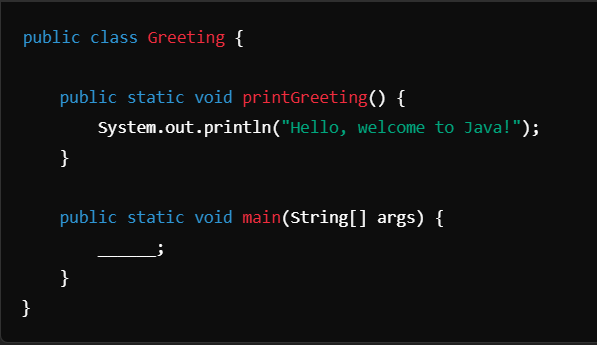 public class Greeting {
public static void printGreeting() {
System.out.println("Hello, welcome to Java!");
}
public static void main(String[] args) {
______;
}
}